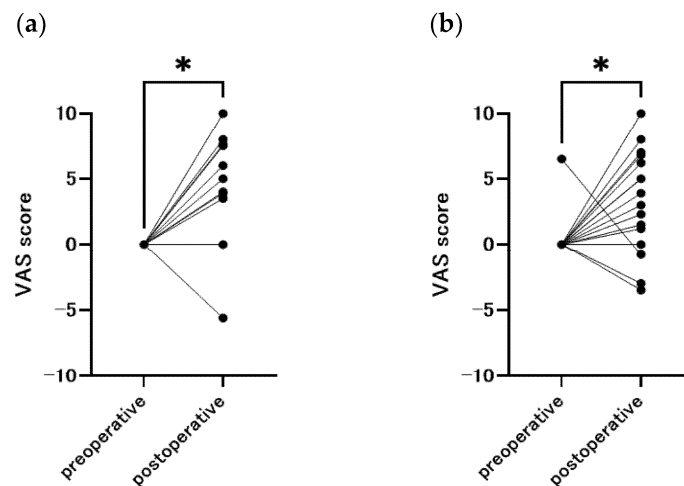 (a)
*
VAS score
10
5
0
−5
−10
preoperative
postoperative
(b)
*
VAS score
10
5
0
−5
−10
preoperative
postoperative